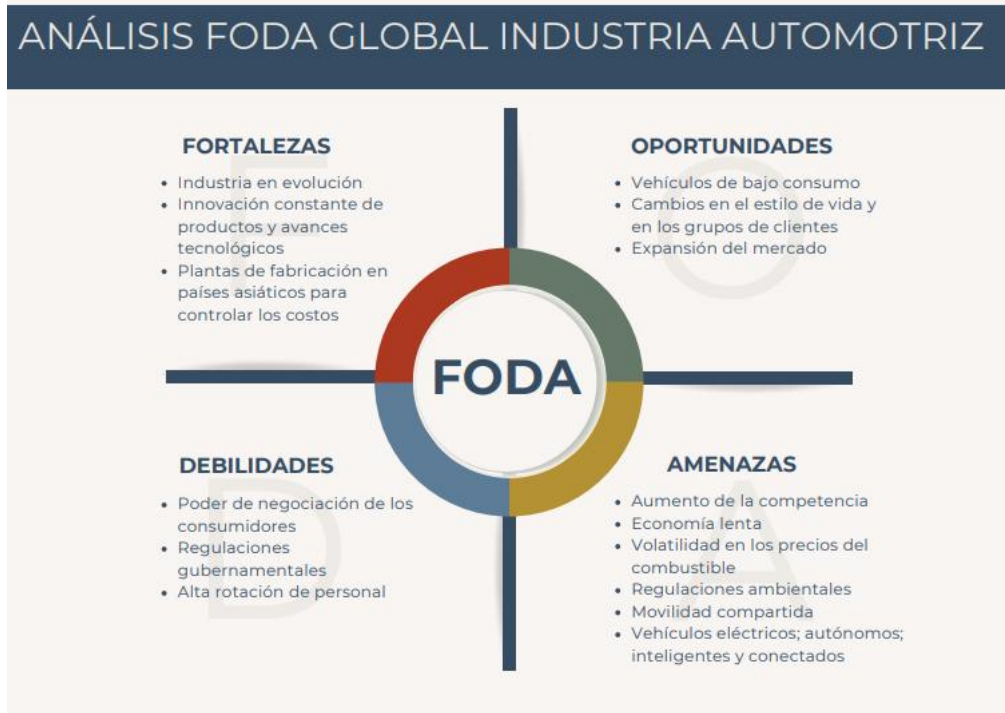 ANÁLISIS FODA GLOBAL INDUSTRIA AUTOMOTRIZ
F
FORTALEZAS
• Industria en evolución
• Innovación constante de
productos y avances
tecnológicos
• Plantas de fabricación en
países asiáticos para
controlar los costos
O
OPORTUNIDADES
• Vehículos de bajo consumo
• Cambios en el estilo de vida y
en los grupos de clientes
• Expansión del mercado
FODA
D
DEBILIDADES
• Poder de negociación de los
consumidores
• Regulaciones
gubernamentales
• Alta rotación de personal
A
AMENAZAS
• Aumento de la competencia
• Economía lenta
• Volatilidad en los precios del
combustible
• Regulaciones ambientales
• Movilidad compartida
• Vehículos eléctricos; autónomos;
inteligentes y conectados